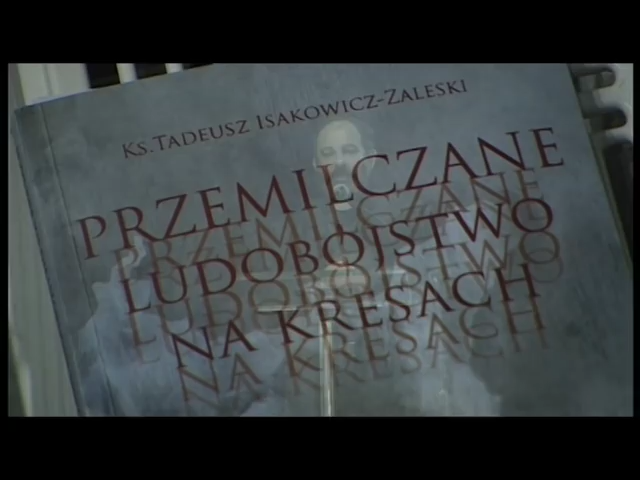 Ks. Tadeusz Isakowicz-Zaleski
PRZEMILCZANE
LUDOBÓJSTWO
NA KRESACH